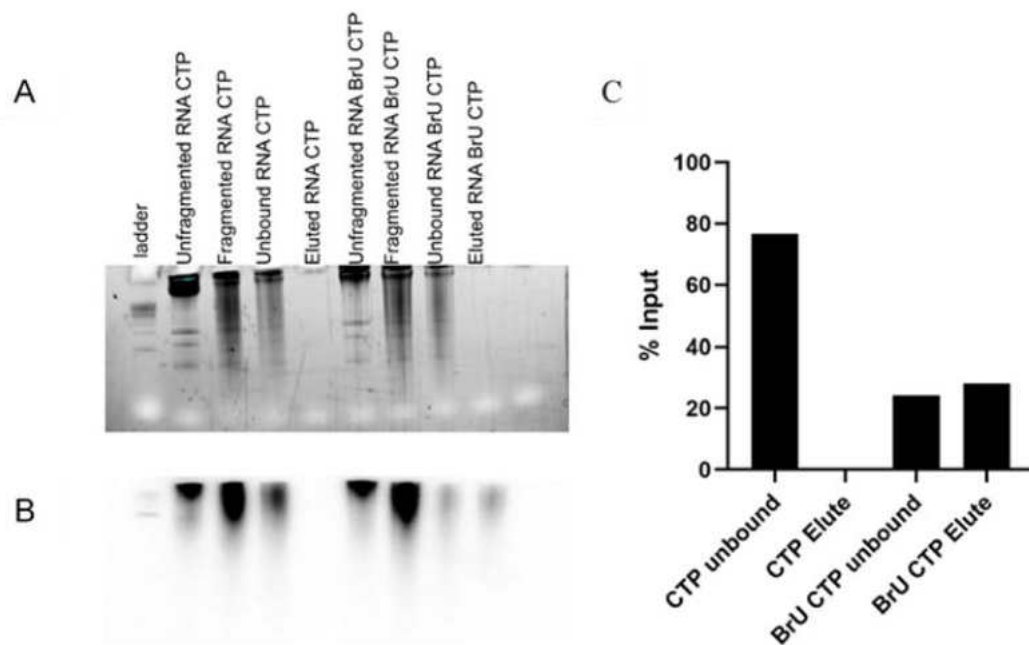 A
ladder
Unfragmented RNA CTP
Fragmented RNA CTP
Unbound RNA CTP
Eluted RNA CTP
Unfragmented RNA BrU CTP
Fragmented RNA BrU CTP
Unbound RNA BrU CTP
Eluted RNA BrU CTP
B
C
% Input
100
80
60
40
20
0
CTP unbound
CTP Elute
BrU CTP unbound
BrU CTP Elute